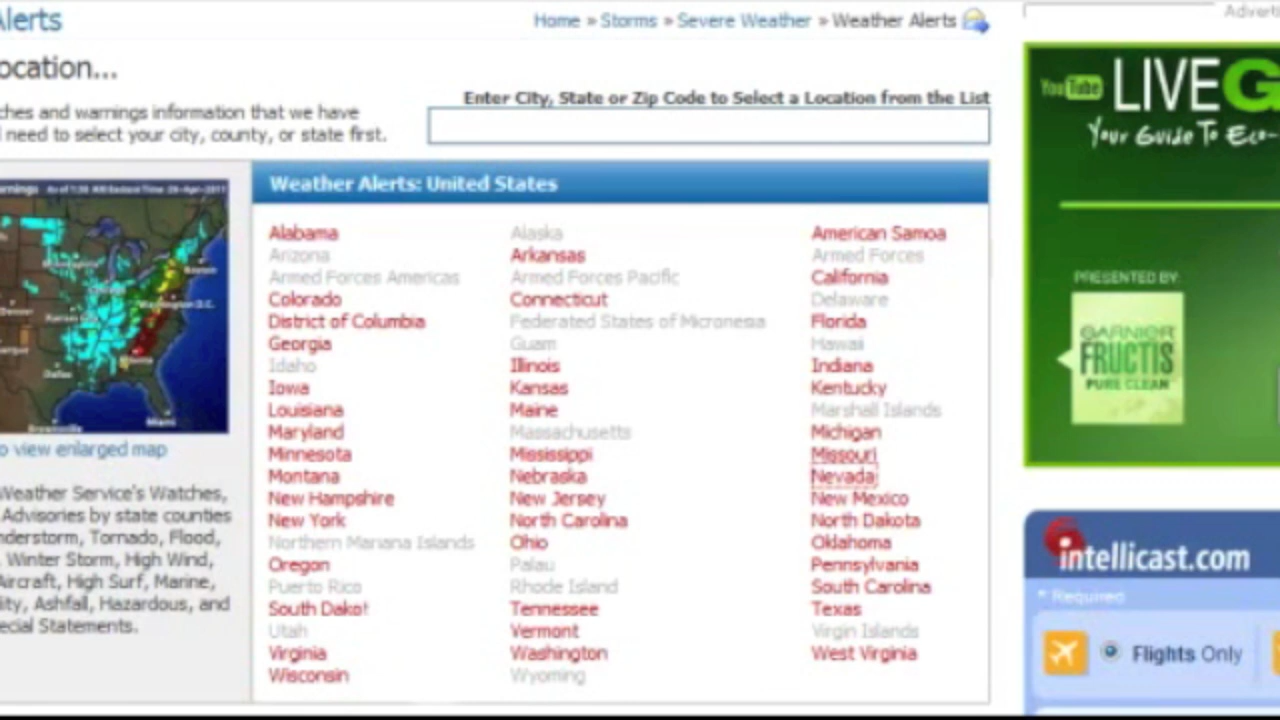 Alerts
Home » Storms » Severe Weather » Weather Alerts
Adverti
ocation...
Enter City, State or Zip Code to Select a Location from the List
ches and warnings information that we have
need to select your city, county, or state first.
YouTube LIVE G
Your Guide To Eco-
Weather Alerts: United States
Alabama Alaska American Samoa
Arizona Arkansas Armed Forces
Armed Forces Americas Armed Forces Pacific California
Colorado Connecticut Delaware
District of Columbia Federated States of Micronesia Florida
Georgia Guam Hawaii
Idaho Illinois Indiana
Iowa Kansas Kentucky
Louisiana Maine Marshall Islands
Maryland Massachusetts Michigan
Minnesota Mississippi Missouri
Montana Nebraska Nevada
New Hampshire New Jersey New Mexico
New York North Carolina North Dakota
Northern Mariana Islands Ohio Oklahoma
Oregon Palau Pennsylvania
Puerto Rico Rhode Island South Carolina
South Dakot Tennessee Texas
Utah Vermont Virgin Islands
Virginia Washington West Virginia
Wisconsin Wyoming
Washington D.C.
Dallas
Miami
o view enlarged map
Weather Service's Watches,
Advisories by state counties
nderstorm, Tornado, Flood,
Winter Storm, High Wind,
Aircraft, High Surf, Marine,
lity, Ashfall, Hazardous, and
ecial Statements.
PRESENTED BY:
GARNIER
FRUCTIS
PURE CLEAN
intellicast.com
* Required
Flights Only